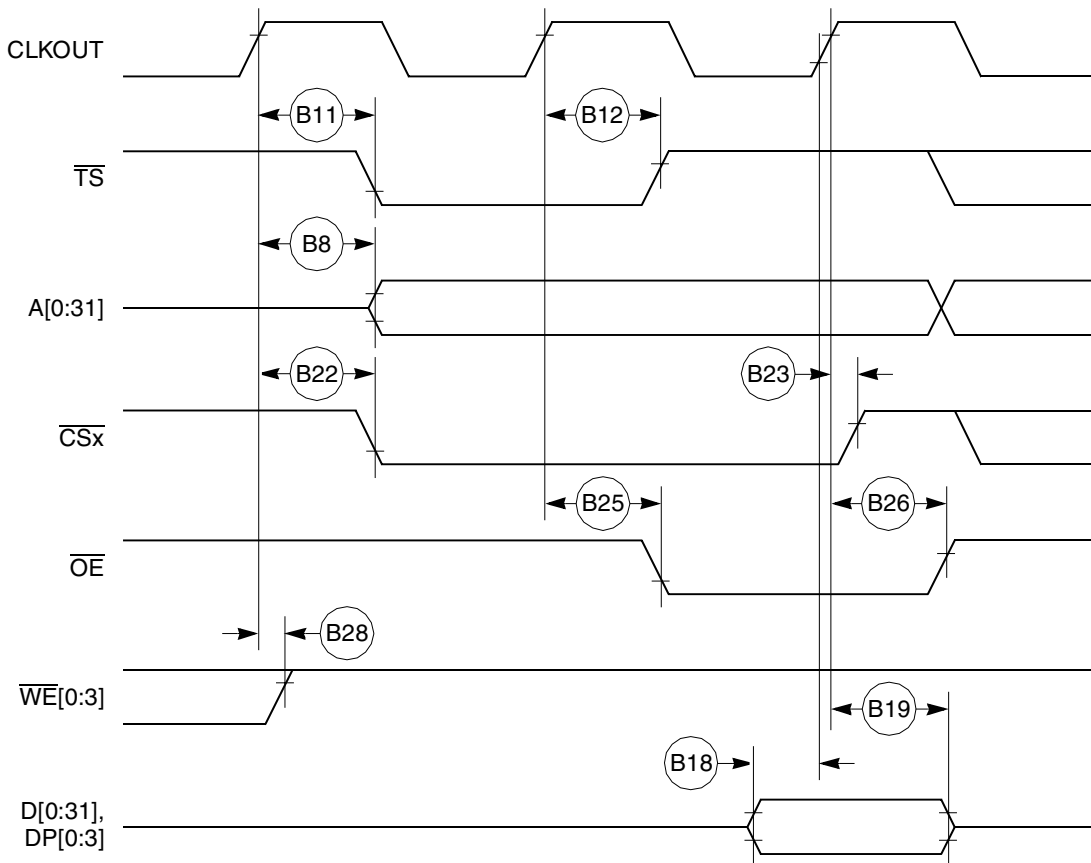 CLKOUT
B11
B12
TS
B8
A[0:31]
B22
B23
CSx
B25
B26
OE
B28
WE[0:3]
B19
B18
D[0:31],
DP[0:3]